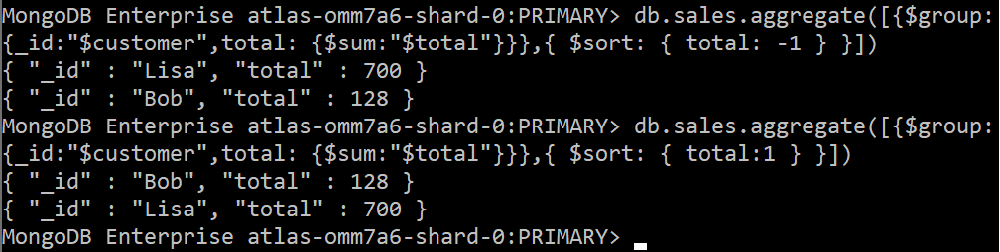 MongoDB Enterprise atlas-omm7a6-shard-0:PRIMARY> db.sales.aggregate([{$group:
{_id:"$customer",total: {$sum:"$total"}}},{ $sort: { total: -1 } }])
{ "_id" : "Lisa", "total" : 700 }
{ "_id" : "Bob", "total" : 128 }
MongoDB Enterprise atlas-omm7a6-shard-0:PRIMARY> db.sales.aggregate([{$group:
{_id:"$customer",total: {$sum:"$total"}}},{ $sort: { total:1 } }])
{ "_id" : "Bob", "total" : 128 }
{ "_id" : "Lisa", "total" : 700 }
MongoDB Enterprise atlas-omm7a6-shard-0:PRIMARY>